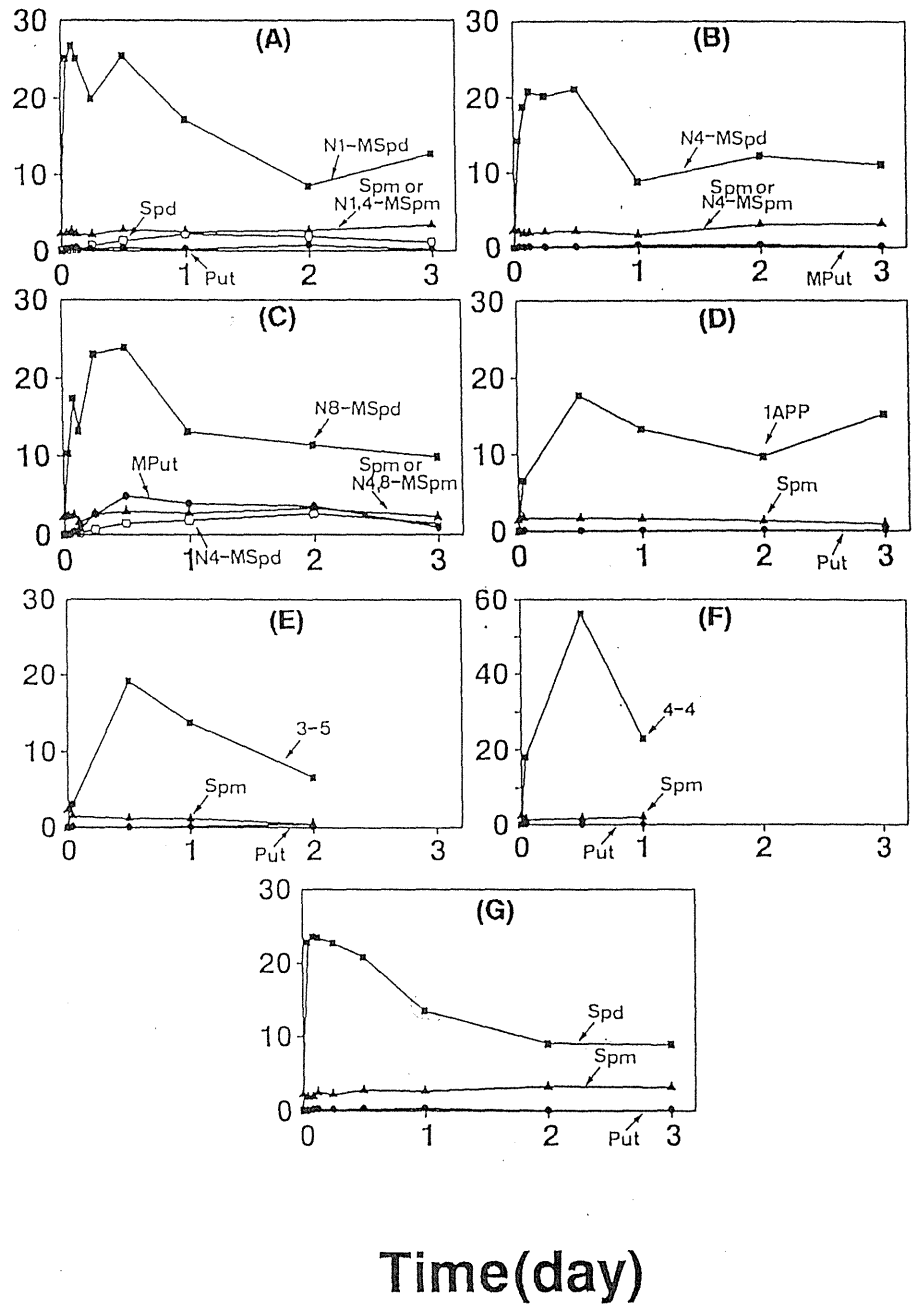 (A)
30
20
10
0
0 1 2 3
N1-MSpd
Spm or
N1,4-MSpm
Spd
Put
(B)
30
20
10
0
0 1 2 3
N4-MSpd
Spm or
N4-MSpm
MPut
(C)
30
20
10
0
0 1 2 3
N8-MSpd
MPut
Spm or
N4,8-MSpm
N4-MSpd
(D)
30
20
10
0
0 1 2 3
1APP
Spm
Put
(E)
30
20
10
0
0 1 2 3
3-5
Spm
Put
(F)
60
40
20
0
0 1 2 3
4-4
Spm
Put
(G)
30
20
10
0
0 1 2 3
Spd
Spm
Put
Time(day)